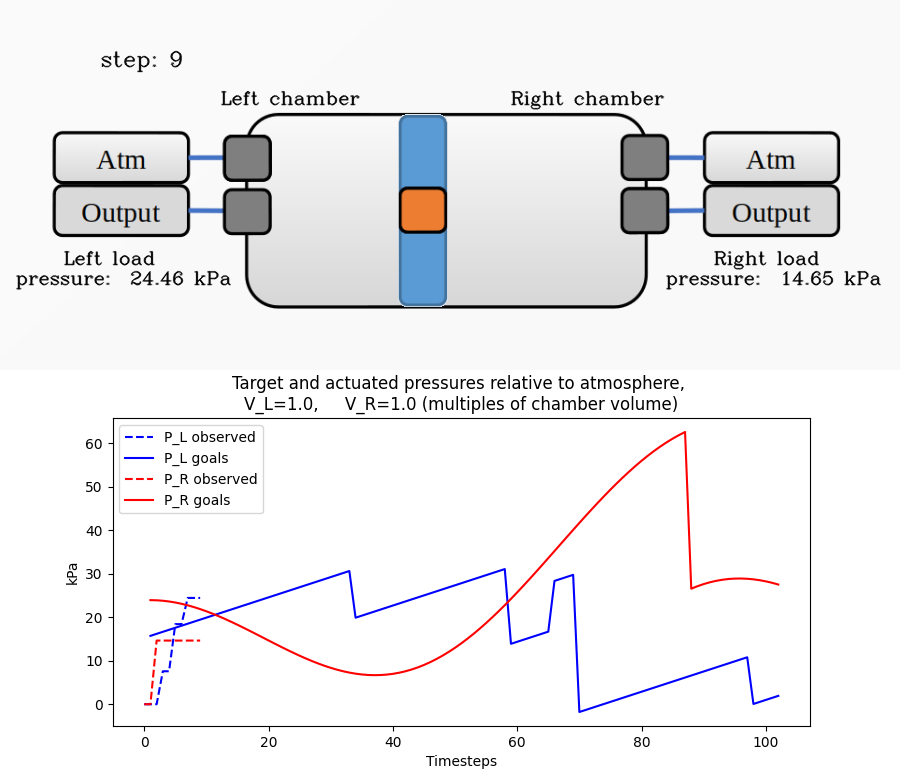 step: 9
Left chamber
Right chamber
Atm
Atm
Output
Output
Left load
pressure: 24.46 kPa
Right load
pressure: 14.65 kPa
Target and actuated pressures relative to atmosphere,
V_L=1.0, V_R=1.0 (multiples of chamber volume)
P_L observed
P_L goals
P_R observed
P_R goals
60
50
40
30
20
10
0
kPa
0 20 40 60 80 100
Timesteps